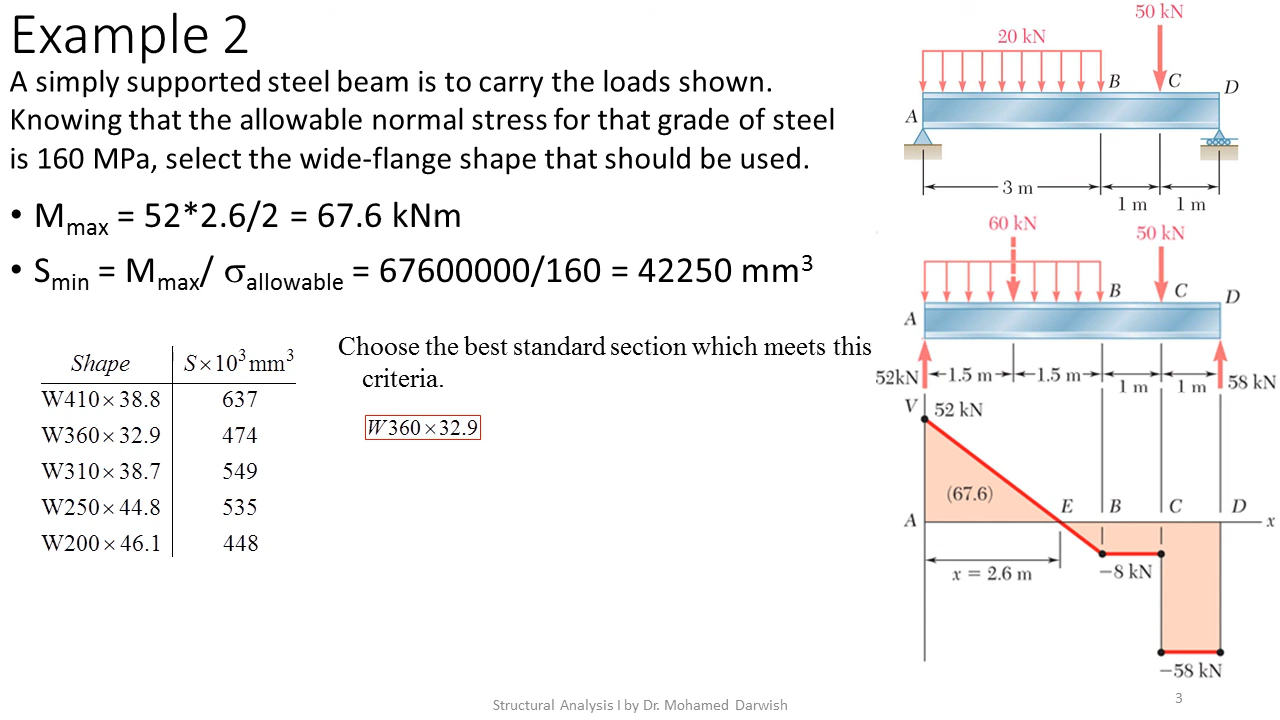 Example 2
A simply supported steel beam is to carry the loads shown.
Knowing that the allowable normal stress for that grade of steel
is 160 MPa, select the wide-flange shape that should be used.
• Mmax = 52*2.6/2 = 67.6 kNm
• Smin = Mmax/ σallowable = 67600000/160 = 42250 mm³
Shape S×10³mm³
W410×38.8 637
W360×32.9 474
W310×38.7 549
W250×44.8 535
W200×46.1 448
Choose the best standard section which meets this
criteria.
W360×32.9
50 kN
20 kN
B C D
A
3 m
1 m 1 m
60 kN
50 kN
B C D
A
52kN 1.5 m 1.5 m 1 m 1 m 58 kN
V 52 kN
(67.6)
E B C D
A x
x = 2.6 m −8 kN
−58 kN
Structural Analysis I by Dr. Mohamed Darwish
3